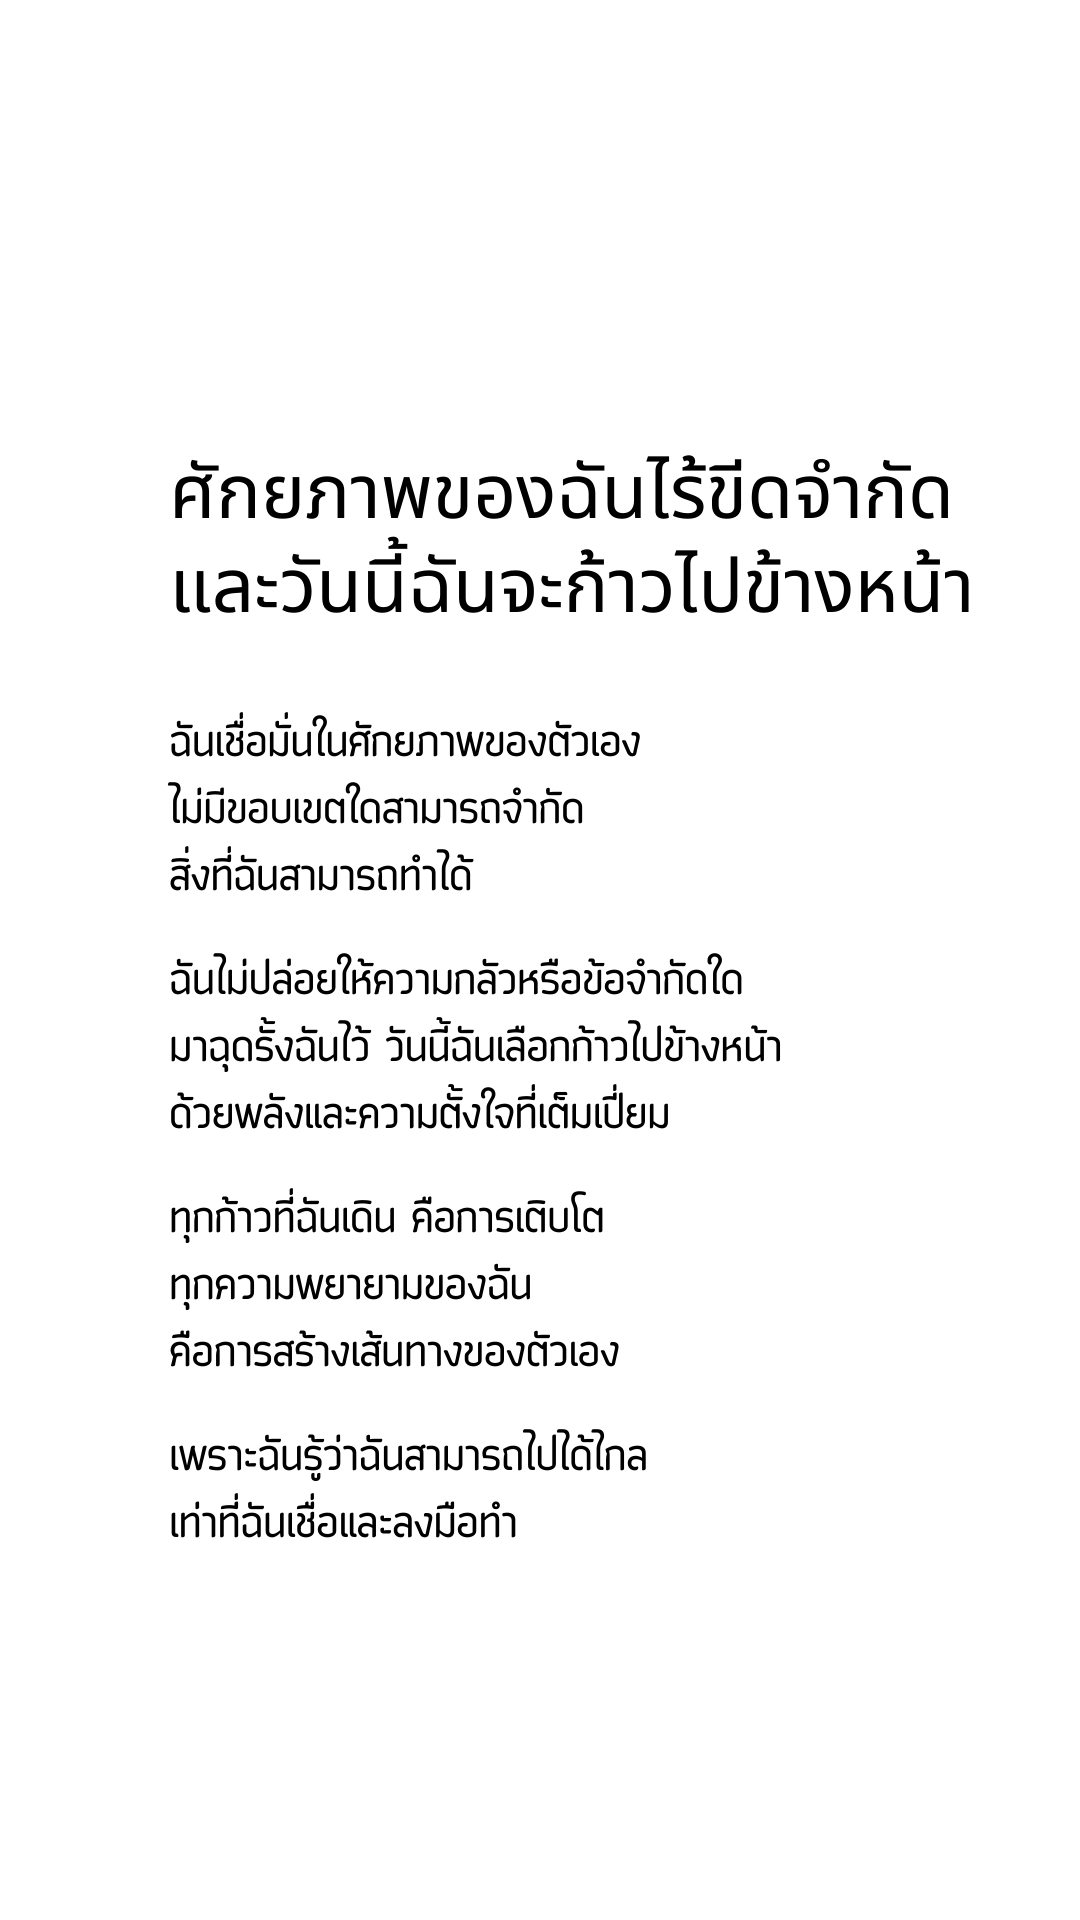 ศักยภาพของฉันไร้ขีดจำกัด
และวันนี้ฉันจะก้าวไปข้างหน้า
ฉันเชื่อมั่นในศักยภาพของตัวเอง
ไม่มีขอบเขตใดสามารถจำกัด
สิ่งที่ฉันสามารถทำได้
ฉันไม่ปล่อยให้ความกลัวหรือข้อจำกัดใด
มาฉุดรั้งฉันไว้ วันนี้ฉันเลือกก้าวไปข้างหน้า
ด้วยพลังและความตั้งใจที่เต็มเปี่ยม
ทุกก้าวที่ฉันเดิน คือการเติบโต
ทุกความพยายามของฉัน
คือการสร้างเส้นทางของตัวเอง
เพราะฉันรู้ว่าฉันสามารถไปได้ไกล
เท่าที่ฉันเชื่อและลงมือทำ